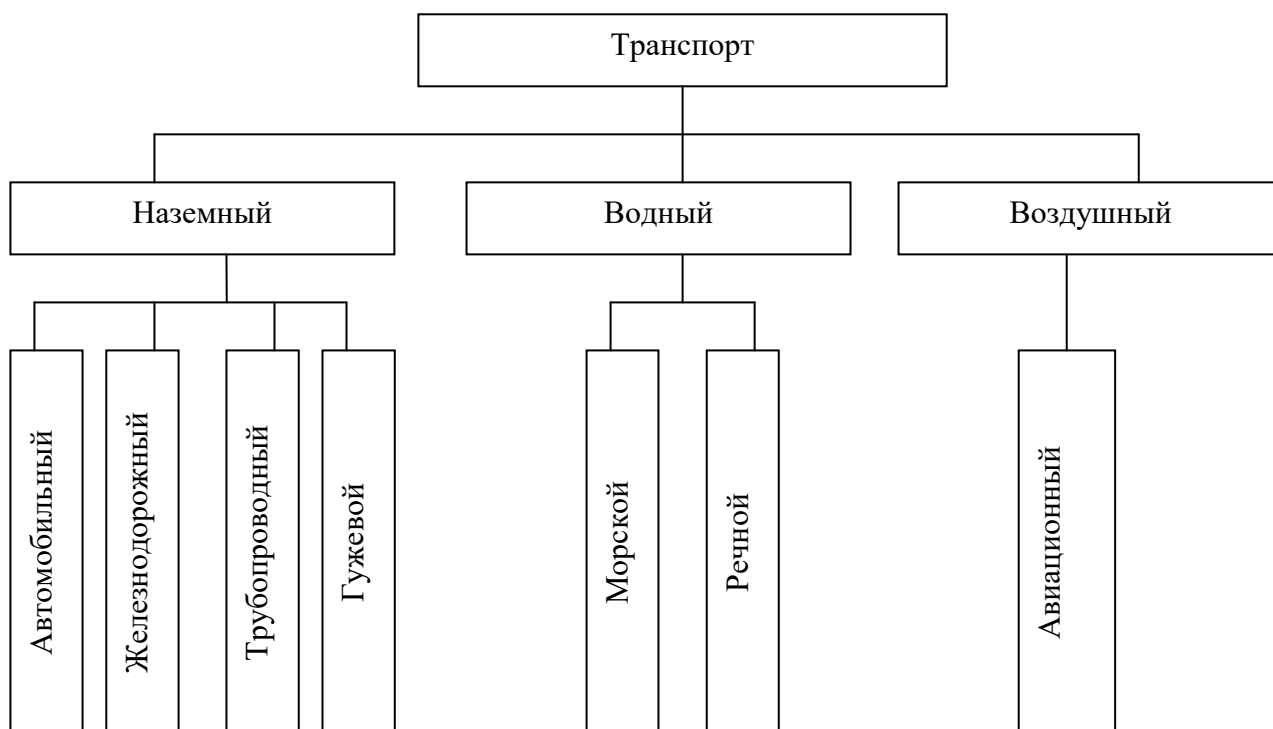 Транспорт
Наземный
Водный
Воздушный
Автомобильный
Железнодорожный
Трубопроводный
Гужевой
Морской
Речной
Авиационный